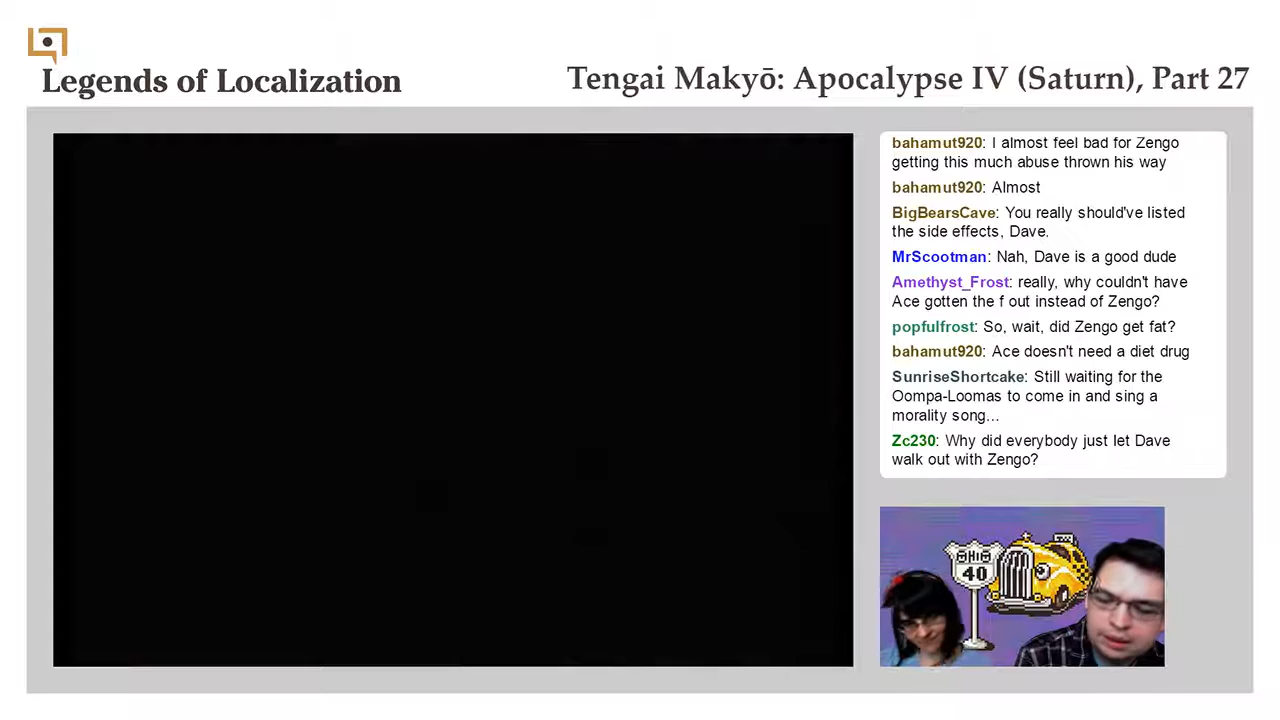 Legends of Localization
Tengai Makyō: Apocalypse IV (Saturn), Part 27
bahamut920: I almost feel bad for Zengo
getting this much abuse thrown his way
bahamut920: Almost
BigBearsCave: You really should've listed
the side effects, Dave.
MrScootman: Nah, Dave is a good dude
Amethyst_Frost: really, why couldn't have
Ace gotten the f out instead of Zengo?
popfulfrost: So, wait, did Zengo get fat?
bahamut920: Ace doesn't need a diet drug
SunriseShortcake: Still waiting for the
Oompa-Loomas to come in and sing a
morality song...
Zc230: Why did everybody just let Dave
walk out with Zengo?
OHIO
40